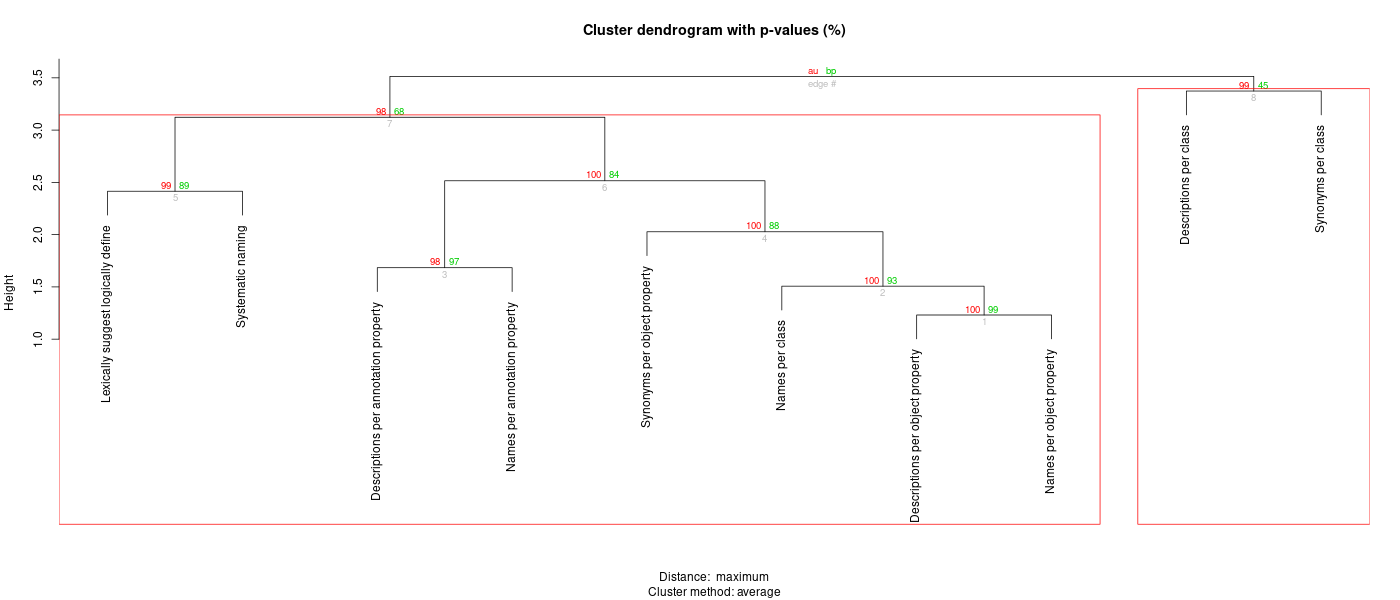 Cluster dendrogram with p-values (%)
au bp
edge #
3.5
3.0
2.5
2.0
1.5
1.0
Height
99 45
8
98 68
7
99 89
5
100 84
6
100 88
4
98 97
3
100 93
2
100 99
1
Lexically suggest logically define
Systematic naming
Descriptions per annotation property
Names per annotation property
Synonyms per object property
Names per class
Descriptions per object property
Names per object property
Descriptions per class
Synonyms per class
Distance: maximum
Cluster method: average